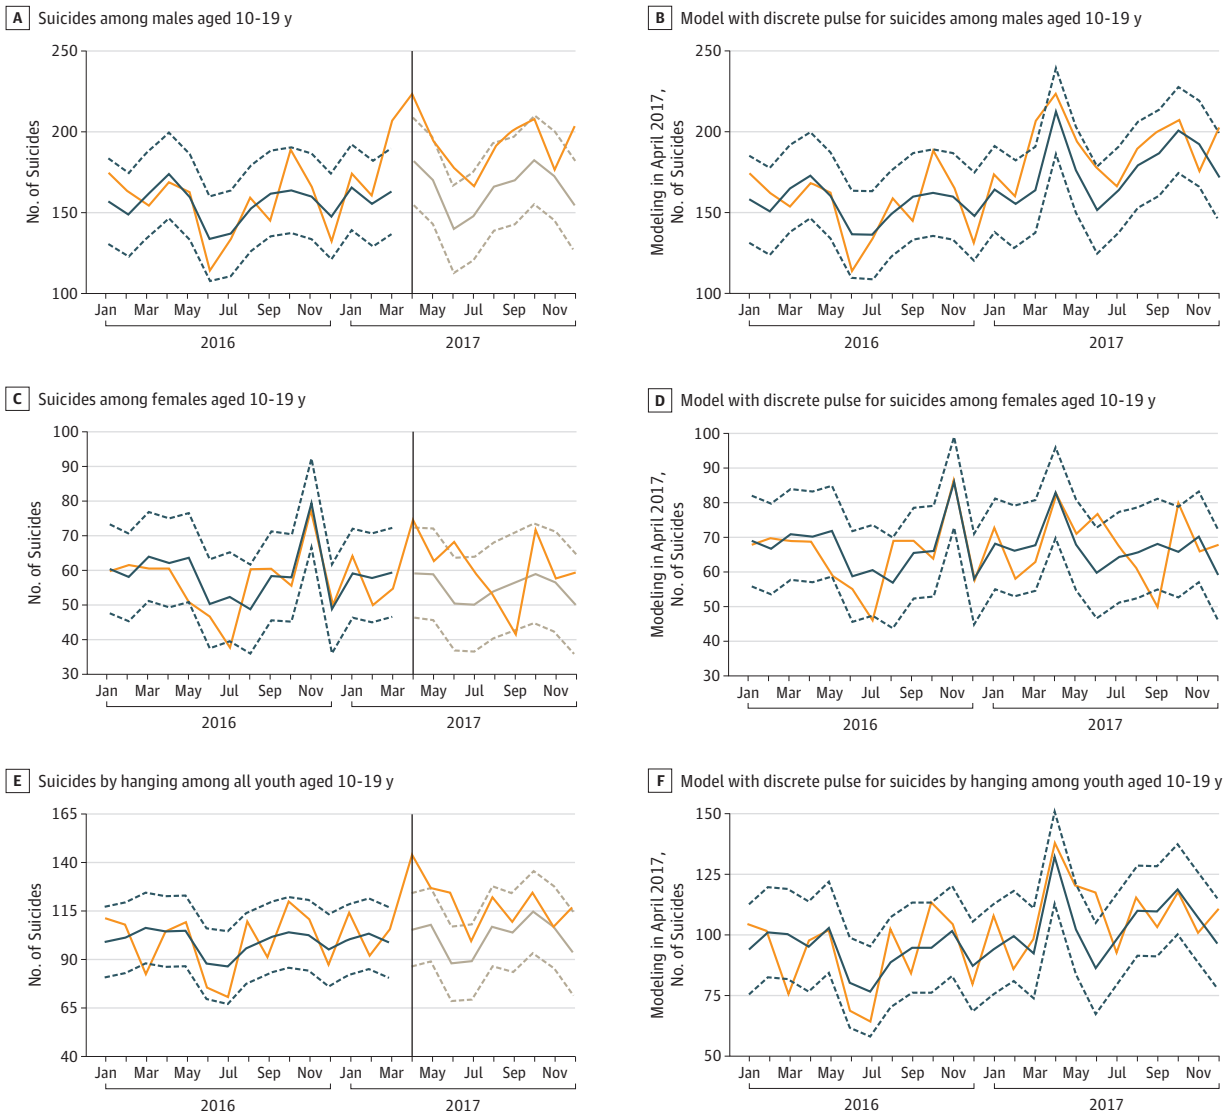 A Suicides among males aged 10-19 y
No. of Suicides
250
200
150
100
Jan Mar May Jul Sep Nov Jan Mar May Jul Sep Nov
2016 2017
B Model with discrete pulse for suicides among males aged 10-19 y
Modeling in April 2017,
No. of Suicides
250
200
150
100
Jan Mar May Jul Sep Nov Jan Mar May Jul Sep Nov
2016 2017
C Suicides among females aged 10-19 y
No. of Suicides
100
90
80
70
60
50
40
30
Jan Mar May Jul Sep Nov Jan Mar May Jul Sep Nov
2016 2017
D Model with discrete pulse for suicides among females aged 10-19 y
Modeling in April 2017,
No. of Suicides
100
90
80
70
60
50
40
30
Jan Mar May Jul Sep Nov Jan Mar May Jul Sep Nov
2016 2017
E Suicides by hanging among all youth aged 10-19 y
No. of Suicides
165
140
115
90
65
40
Jan Mar May Jul Sep Nov Jan Mar May Jul Sep Nov
2016 2017
F Model with discrete pulse for suicides by hanging among youth aged 10-19 y
Modeling in April 2017,
No. of Suicides
150
125
100
75
50
Jan Mar May Jul Sep Nov Jan Mar May Jul Sep Nov
2016 2017